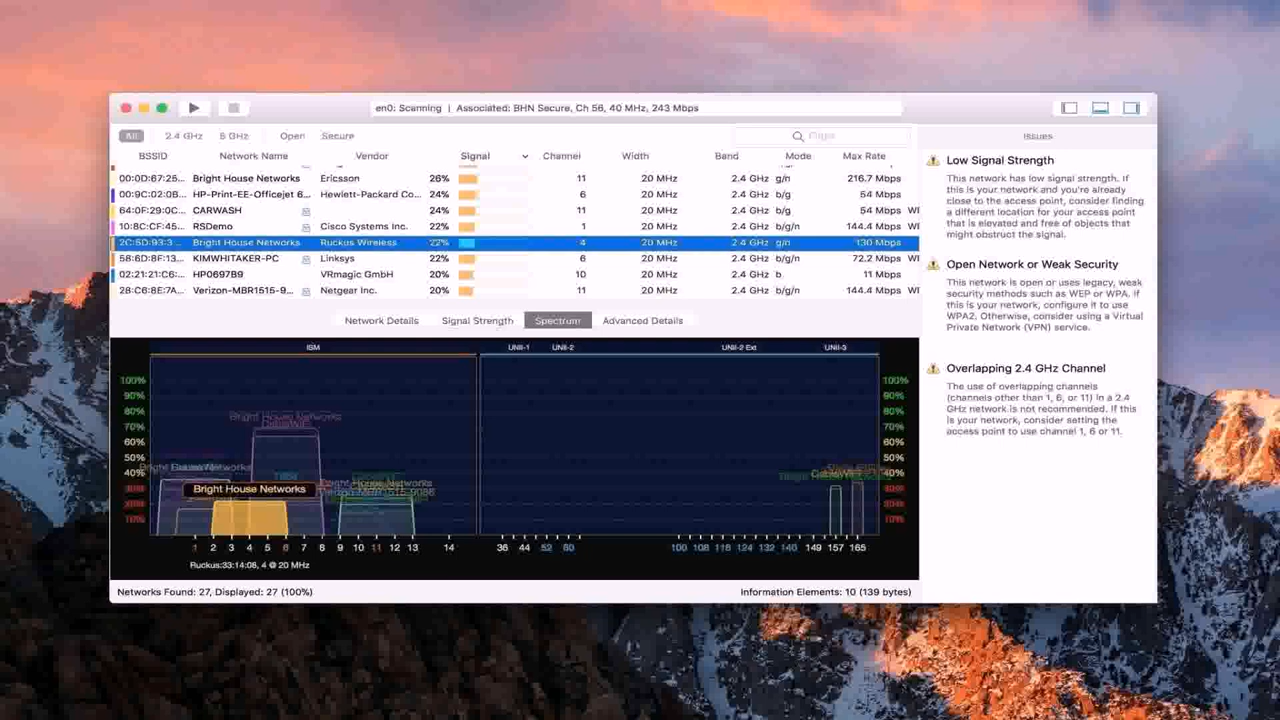 en0: Scanning | Associated: BHN Secure, Ch 56, 40 MHz, 243 Mbps
All 2.4 GHz 5 GHz Open Secure
Issues
BSSID Network Name Vendor Signal Channel Width Band Mode Max Rate
00:0D:67:25... Bright House Networks Ericsson 26% 11 20 MHz 2.4 GHz g/n 216.7 Mbps
00:9C:02:0B... HP-Print-EE-Officejet 6... Hewlett-Packard Co... 24% 6 20 MHz 2.4 GHz b/g 54 Mbps
64:0F:29:0C... CARWASH 24% 11 20 MHz 2.4 GHz b/g 54 Mbps WI
10:8C:CF:45:... RSDemo Cisco Systems Inc. 22% 1 20 MHz 2.4 GHz b/g/n 144.4 Mbps WI
2C:5D:93:3... Bright House Networks Ruckus Wireless 22% 4 20 MHz 2.4 GHz g/n 130 Mbps
58:6D:8F:13... KIMWHITAKER-PC Linksys 22% 6 20 MHz 2.4 GHz b/g/n 72.2 Mbps WI
02:21:21:C6:... HP0697B9 VRmagic GmbH 20% 10 20 MHz 2.4 GHz b 11 Mbps
28:C6:8E:7A... Verizon-MBR1515-9... Netgear Inc. 20% 11 20 MHz 2.4 GHz b/g/n 144.4 Mbps WI
Network Details Signal Strength Spectrum Advanced Details
ISM UNII-1 UNII-2 UNII-2 Ext UNII-3
100% 100%
90% 90%
80% 80%
Bright House Networks
CableWiFi
70% 70%
60% 60%
50% 50%
40% 40%
Bright House Networks
Bright House Networks
30% 30%
20% 20%
10% 10%
1 2 3 4 5 6 7 8 9 10 11 12 13 14 36 44 52 60 100 108 116 124 132 140 149 157 165
Ruckus:33:14:08, 4 @ 20 MHz
Networks Found: 27, Displayed: 27 (100%) Information Elements: 10 (139 bytes)
Low Signal Strength
This network has low signal strength. If
this is your network and you're already
close to the access point, consider finding
a different location for your access point
that is elevated and free of objects that
might obstruct the signal.
Open Network or Weak Security
This network is open or uses legacy, weak
security methods such as WEP or WPA. If
this is your network, configure it to use
WPA2. Otherwise, consider using a Virtual
Private Network (VPN) service.
Overlapping 2.4 GHz Channel
The use of overlapping channels
(channels other than 1, 6, or 11) in a 2.4
GHz network is not recommended. If this
is your network, consider setting the
access point to use channel 1, 6 or 11.